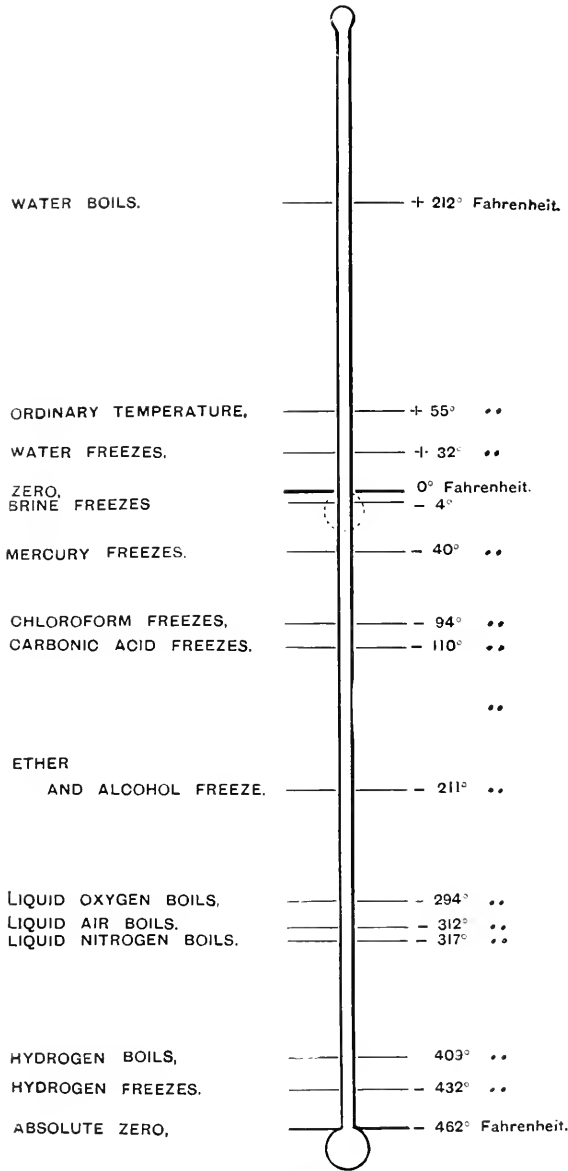 WATER BOILS. + 212° Fahrenheit.
ORDINARY TEMPERATURE, + 55° ,,
WATER FREEZES, + 32° ,,
ZERO, 0° Fahrenheit.
BRINE FREEZES - 4°
MERCURY FREEZES. - 40° ,,
CHLOROFORM FREEZES, - 94° ,,
CARBONIC ACID FREEZES. - 110° ,,
,,
ETHER
AND ALCOHOL FREEZE. - 211° ,,
LIQUID OXYGEN BOILS, - 294° ,,
LIQUID AIR BOILS. - 312° ,,
LIQUID NITROGEN BOILS. - 317° ,,
HYDROGEN BOILS, 403° ,,
HYDROGEN FREEZES. - 432° ,,
ABSOLUTE ZERO, - 462° Fahrenheit.